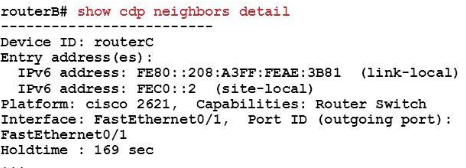 routerB# show cdp neighbors detail
-------------------------
Device ID: routerC
Entry address(es):
  IPv6 address: FE80::208:A3FF:FEAE:3B81  (link-local)
  IPv6 address: FEC0::2  (site-local)
Platform: cisco 2621,  Capabilities: Router Switch
Interface: FastEthernet0/1,  Port ID (outgoing port):
FastEthernet0/1
Holdtime : 169 sec
...